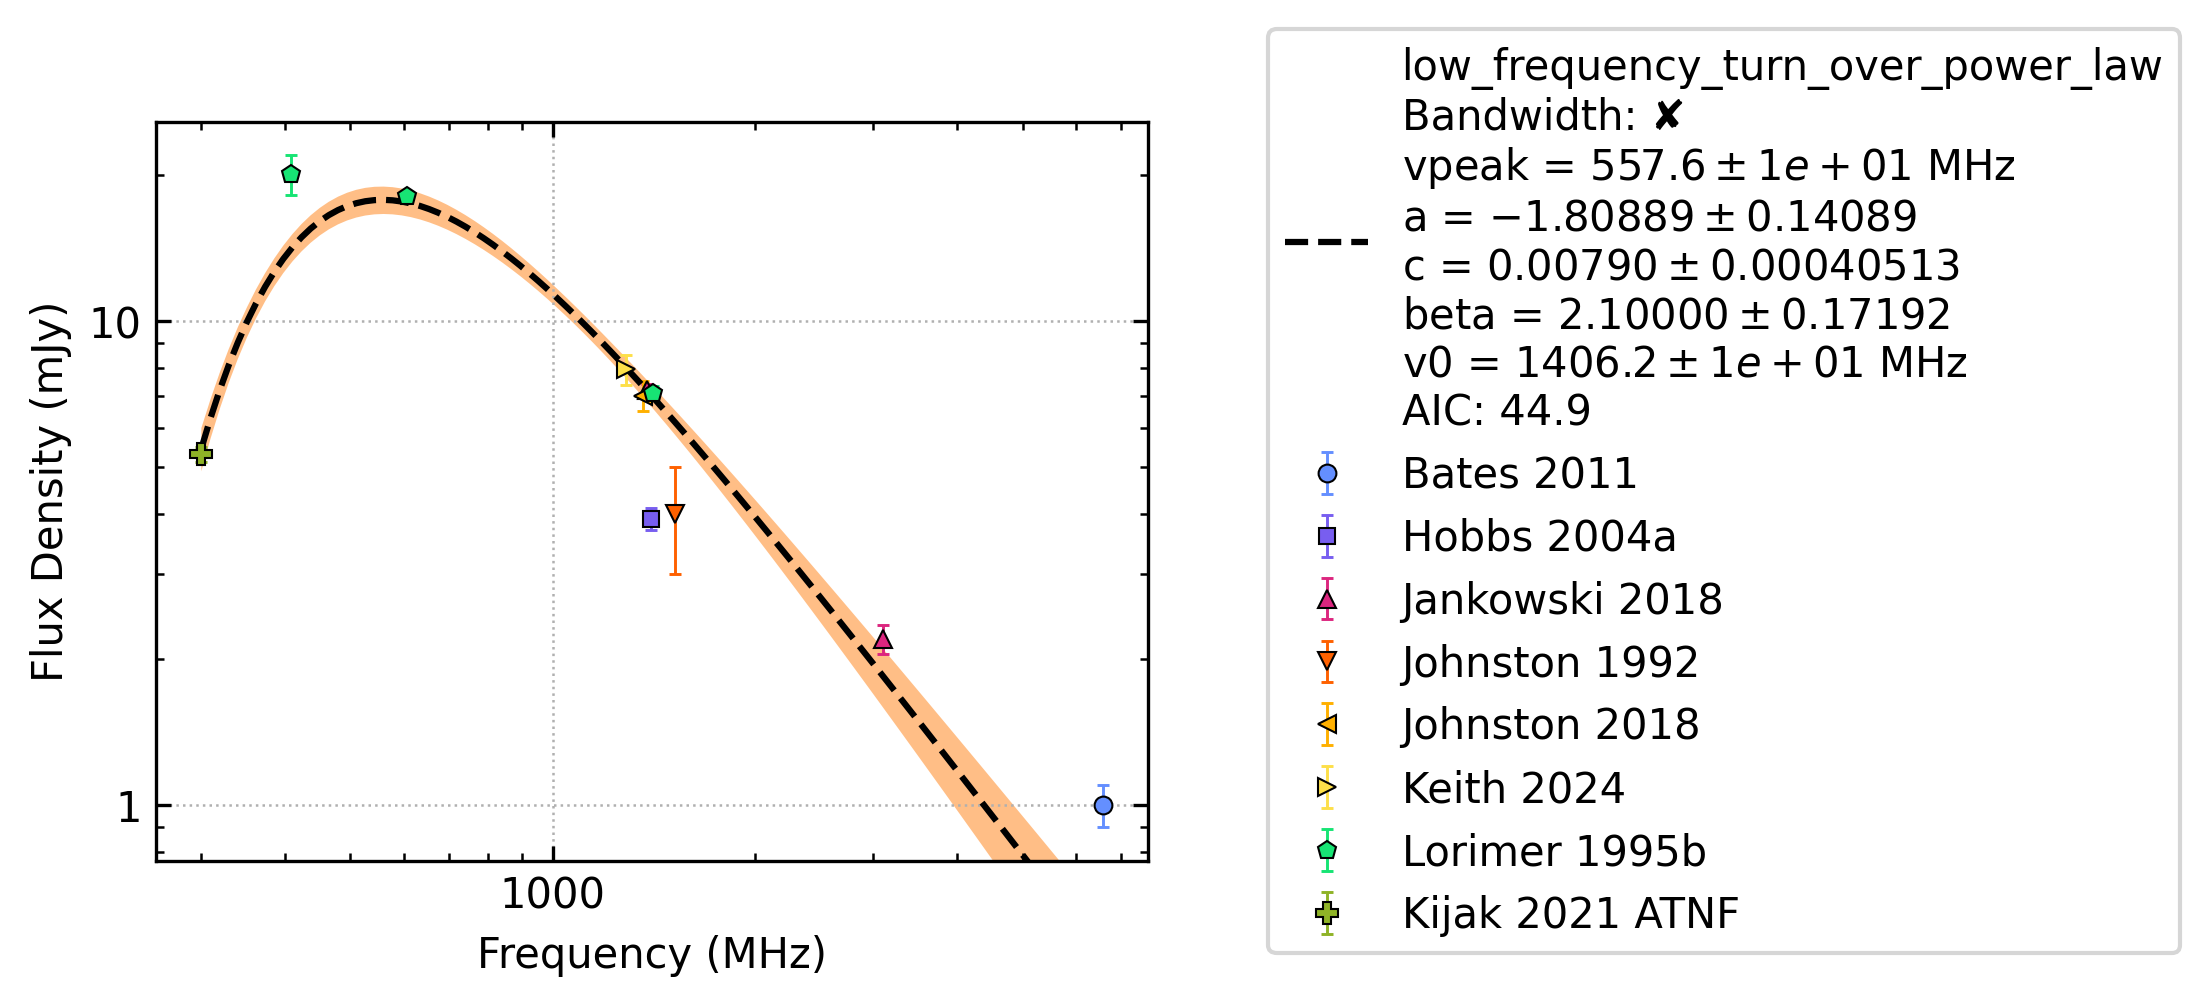 10
1
1000
Flux Density (mJy)
Frequency (MHz)
low_frequency_turn_over_power_law
Bandwidth: ✘
vpeak = 557.6 ± 1e + 01 MHz
a = −1.80889 ± 0.14089
c = 0.00790 ± 0.00040513
beta = 2.10000 ± 0.17192
v0 = 1406.2 ± 1e + 01 MHz
AIC: 44.9
Bates 2011
Hobbs 2004a
Jankowski 2018
Johnston 1992
Johnston 2018
Keith 2024
Lorimer 1995b
Kijak 2021 ATNF